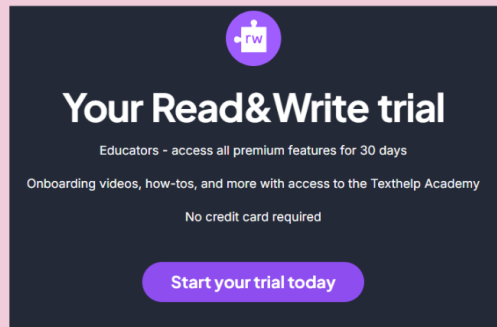 rw
Your Read&Write trial
Educators - access all premium features for 30 days
Onboarding videos, how-tos, and more with access to the Texthelp Academy
No credit card required
Start your trial today